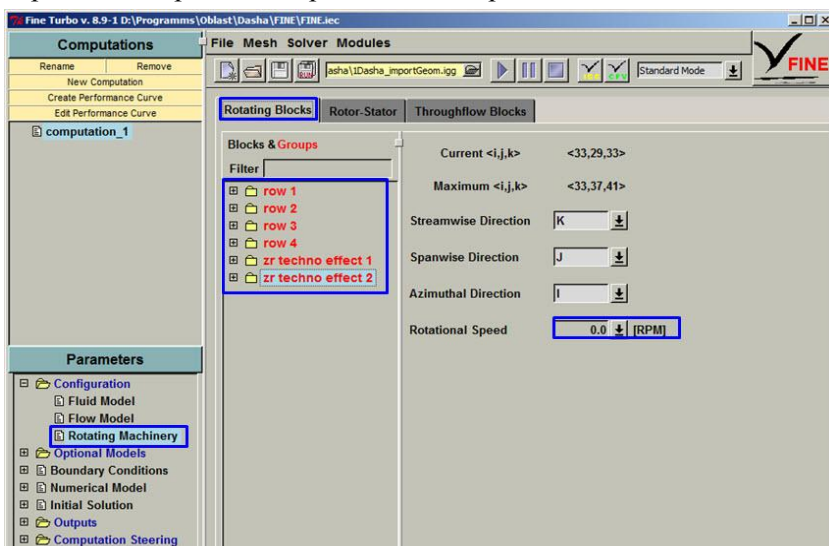 Fine Turbo v. 8.9-1 D:\Programms\Oblast\Dasha\FINE\FINE.iec
Computations
File Mesh Solver Modules
Rename Remove
New Computation
Create Performance Curve
Edit Performance Curve
computation_1
asha\1Dasha_importGeom.igg
Standard Mode
FINE
Rotating Blocks Rotor-Stator Throughflow Blocks
Blocks & Groups
Filter
row 1
row 2
row 3
row 4
zr techno effect 1
zr techno effect 2
Current <i,j,k> <33,29,33>
Maximum <i,j,k> <33,37,41>
Streamwise Direction K
Spanwise Direction J
Azimuthal Direction I
Rotational Speed 0.0 [RPM]
Parameters
Configuration
Fluid Model
Flow Model
Rotating Machinery
Optional Models
Boundary Conditions
Numerical Model
Initial Solution
Outputs
Computation Steering